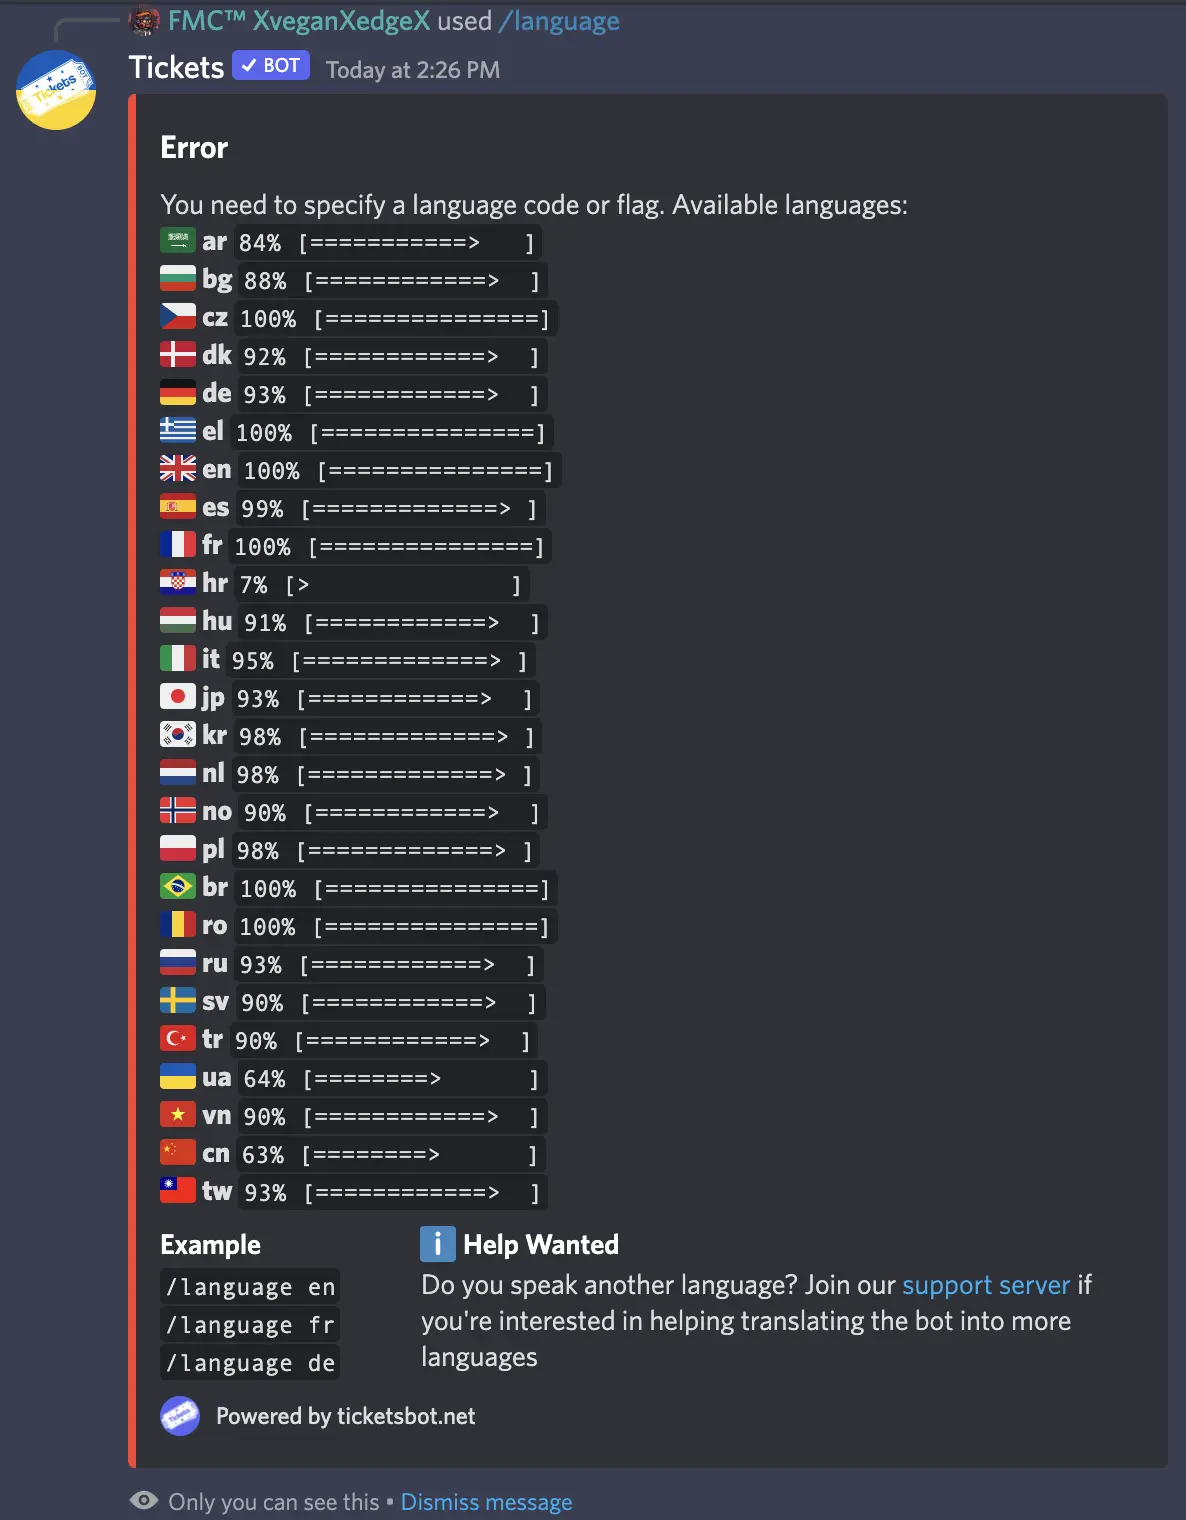 FMC™ XveganXedgeX used /language
Tickets ✓ BOT Today at 2:26 PM
Error
You need to specify a language code or flag. Available languages:
ar 84% [===========>   ]
bg 88% [============>  ]
cz 100% [===============]
dk 92% [============>  ]
de 93% [============>  ]
el 100% [===============]
en 100% [===============]
es 99% [=============> ]
fr 100% [===============]
hr 7% [>              ]
hu 91% [============>  ]
it 95% [=============> ]
jp 93% [============>  ]
kr 98% [=============> ]
nl 98% [=============> ]
no 90% [============>  ]
pl 98% [=============> ]
br 100% [===============]
ro 100% [===============]
ru 93% [============>  ]
sv 90% [============>  ]
tr 90% [============>  ]
ua 64% [========>      ]
vn 90% [============>  ]
cn 63% [========>      ]
tw 93% [============>  ]
Example
/language en
/language fr
/language de
Help Wanted
Do you speak another language? Join our support server if
you're interested in helping translating the bot into more
languages
Powered by ticketsbot.net
Only you can see this • Dismiss message